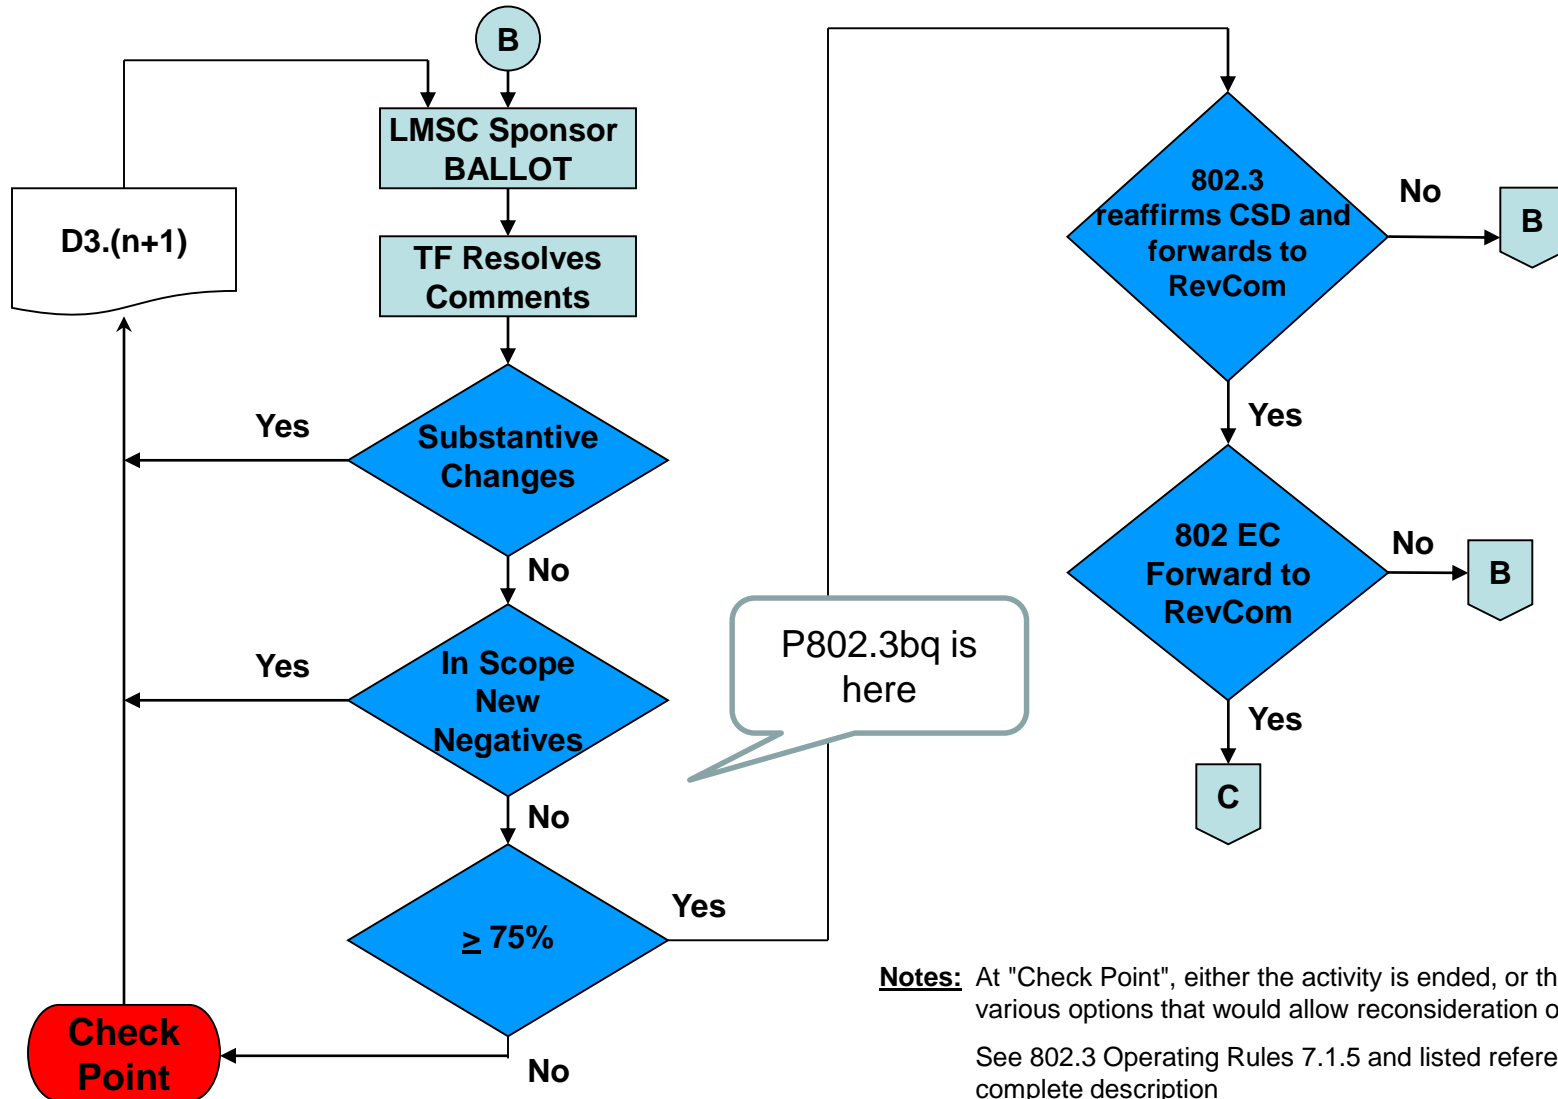 B
LMSC Sponsor
BALLOT
D3.(n+1)
TF Resolves
Comments
Yes
Substantive
Changes
No
Yes
In Scope
New
Negatives
No
P802.3bq is
here
≥ 75%
Yes
Check
Point
No
802.3
reaffirms CSD and
forwards to
RevCom
No
B
Yes
802 EC
Forward to
RevCom
No
B
Yes
C
Notes: At "Check Point", either the activity is ended, or th
various options that would allow reconsideration o
See 802.3 Operating Rules 7.1.5 and listed refere
complete description